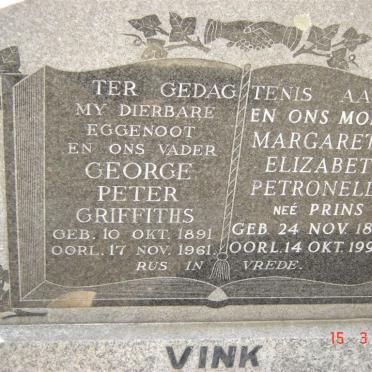 TER GEDAGTENIS AA
MY DIERBARE
EGGENOOT
EN ONS VADER
GEORGE
PETER
GRIFFITHS
GEB. 10 OKT. 1891
OORL. 17 NOV. 1961
EN ONS MO
MARGARET
ELIZABET
PETRONELL
NEÉ PRINS
GEB. 24 NOV. 18
OORL. 14 OKT. 199
RUS IN VREDE.
VINK
15 3